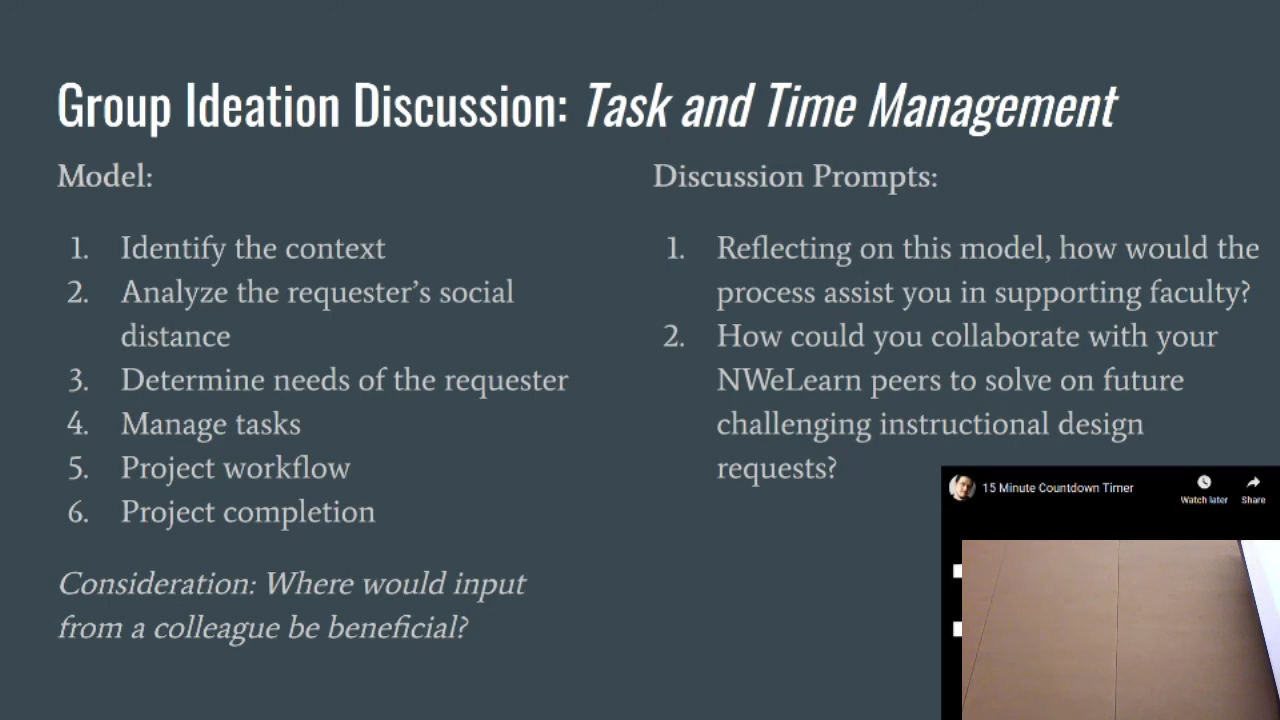 Group Ideation Discussion: Task and Time Management
Model:
1. Identify the context
2. Analyze the requester's social
distance
3. Determine needs of the requester
4. Manage tasks
5. Project workflow
6. Project completion
Consideration: Where would input
from a colleague be beneficial?
Discussion Prompts:
1. Reflecting on this model, how would the
process assist you in supporting faculty?
2. How could you collaborate with your
NWeLearn peers to solve on future
challenging instructional design
requests?
15 Minute Countdown Timer
Watch later
Share